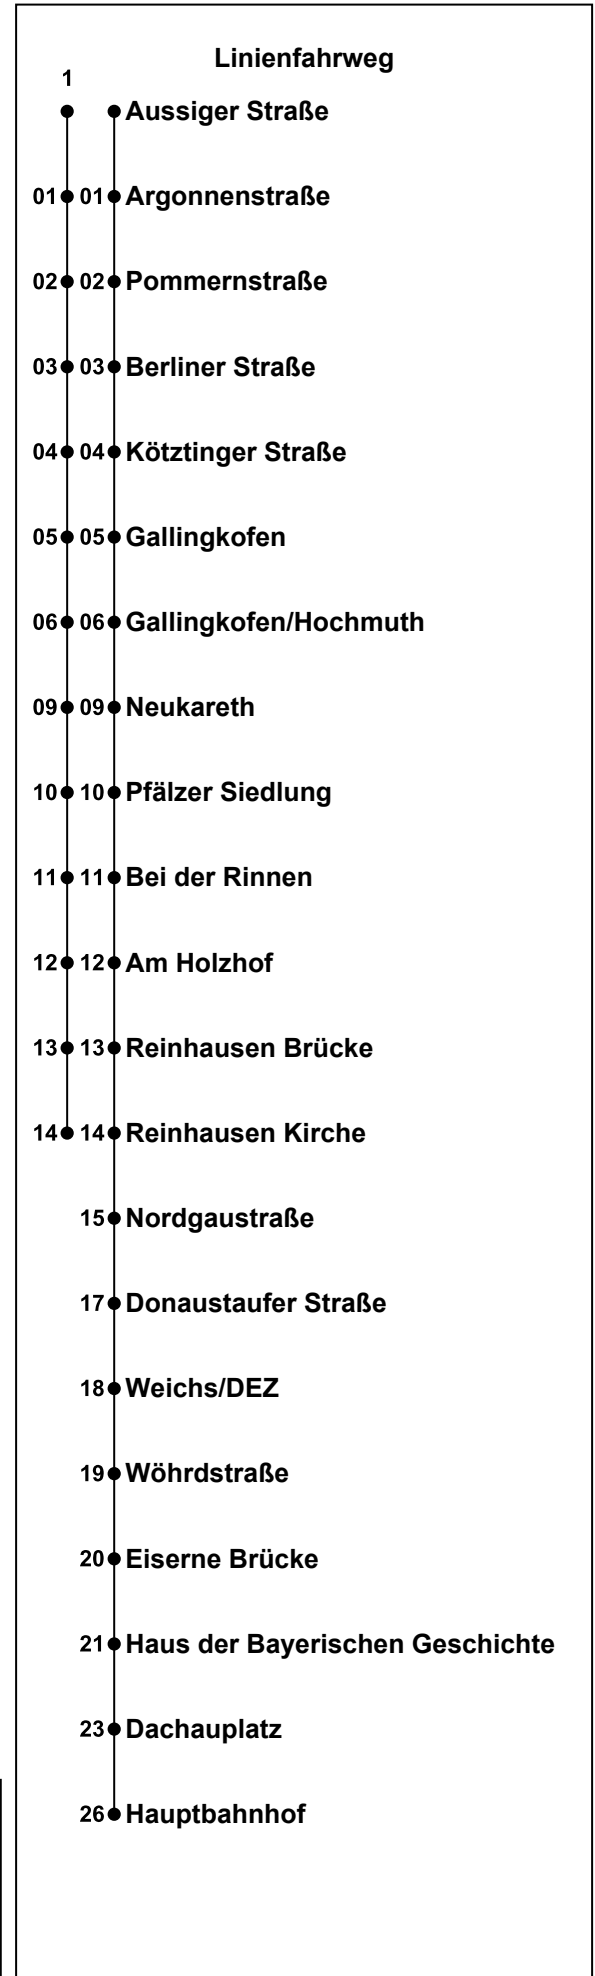 Linienfahrweg
1
Aussiger Straße
01 01 Argonnenstraße
02 02 Pommernstraße
03 03 Berliner Straße
04 04 Kötztinger Straße
05 05 Gallingkofen
06 06 Gallingkofen/Hochmuth
09 09 Neukareth
10 10 Pfälzer Siedlung
11 11 Bei der Rinnen
12 12 Am Holzhof
13 13 Reinhausen Brücke
14 14 Reinhausen Kirche
15 Nordgaustraße
17 Donaustaufer Straße
18 Weichs/DEZ
19 Wöhrdstraße
20 Eiserne Brücke
21 Haus der Bayerischen Geschichte
23 Dachauplatz
26 Hauptbahnhof